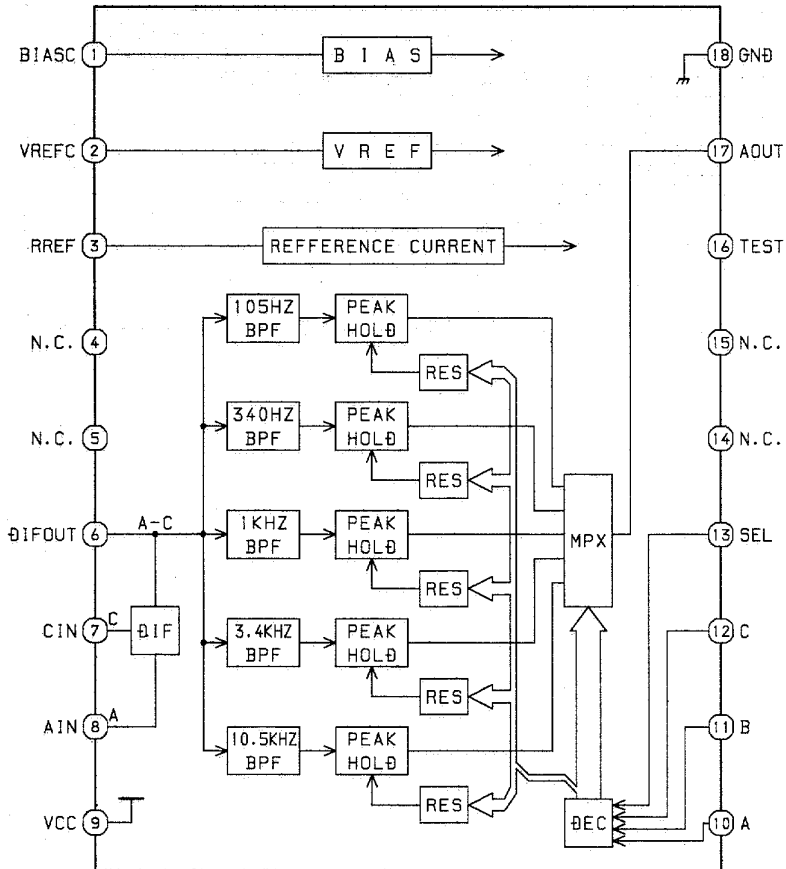 BIASC 1 BIAS 18 GND
VREFC 2 VREF 17 AOUT
RREF 3 REFFERENCE CURRENT 16 TEST
105HZ BPF
PEAK HOLD
N.C. 4 15 N.C.
RES
340HZ BPF
PEAK HOLD
N.C. 5 14 N.C.
RES
DIFOUT 6 A-C
1KHZ BPF
PEAK HOLD
MPX
13 SEL
RES
CIN 7 C
DIF
3.4KHZ BPF
PEAK HOLD
12 C
RES
AIN 8 A
10.5KHZ BPF
PEAK HOLD
11 B
RES
VCC 9
DEC
10 A